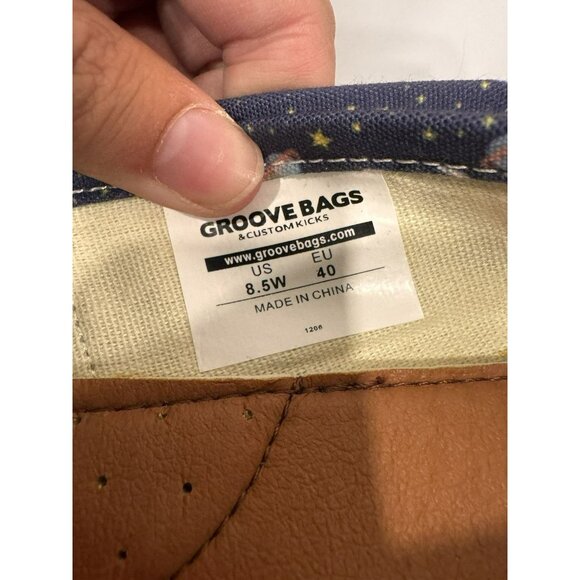 GROOVE BAGS
& CUSTOM KICKS
www.groovebags.com
US EU
8.5W 40
MADE IN CHINA
1206